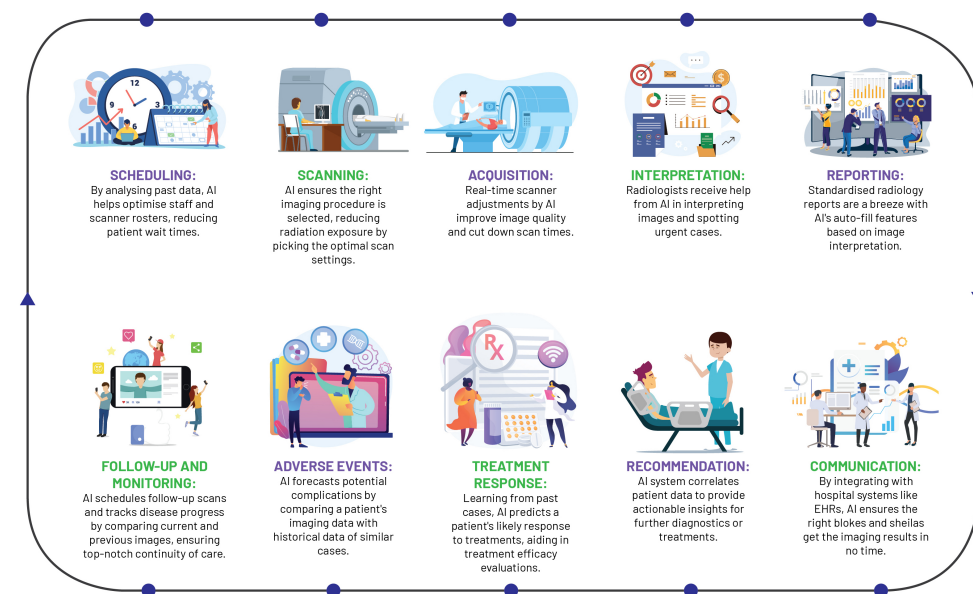 12
9
3
6
SCHEDULING:
By analysing past data, AI
helps optimise staff and
scanner rosters, reducing
patient wait times.
SCANNING:
AI ensures the right
imaging procedure is
selected, reducing
radiation exposure by
picking the optimal scan
settings.
ACQUISITION:
Real-time scanner
adjustments by AI
improve image quality
and cut down scan times.
INTERPRETATION:
Radiologists receive help
from AI in interpreting
images and spotting
urgent cases.
REPORTING:
Standardised radiology
reports are a breeze with
AI's auto-fill features
based on image
interpretation.
RX
FOLLOW-UP AND
MONITORING:
AI schedules follow-up scans
and tracks disease progress
by comparing current and
previous images, ensuring
top-notch continuity of care.
ADVERSE EVENTS:
AI forecasts potential
complications by
comparing a patient's
imaging data with
historical data of similar
cases.
TREATMENT
RESPONSE:
Learning from past
cases, AI predicts a
patient's likely response
to treatments, aiding in
treatment efficacy
evaluations.
RECOMMENDATION:
AI system correlates
patient data to provide
actionable insights for
further diagnostics or
treatments.
COMMUNICATION:
By integrating with
hospital systems like
EHRs, AI ensures the
right blokes and sheilas
get the imaging results in
no time.